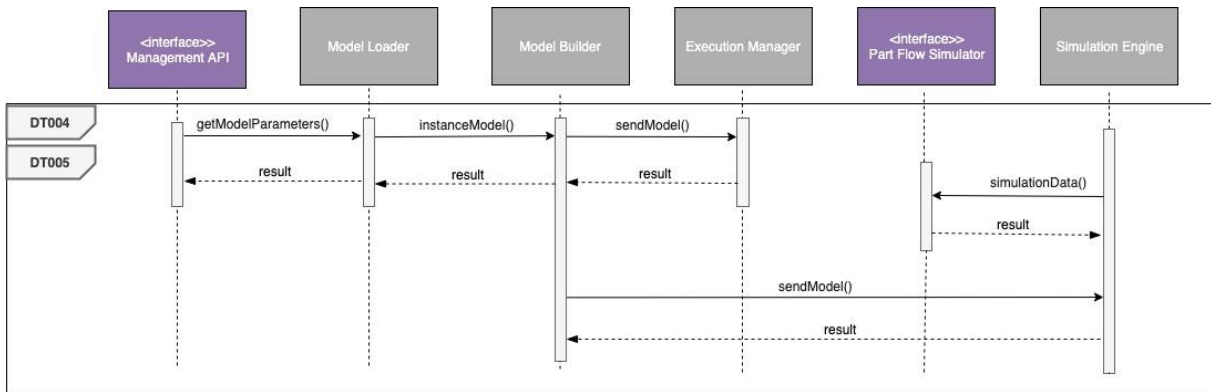 <interface>>
Management API
Model Loader
Model Builder
Execution Manager
<interface>>
Part Flow Simulator
Simulation Engine
DT004
getModelParameters()
instanceModel()
sendModel()
DT005
result
result
result
simulationData()
result
sendModel()
result